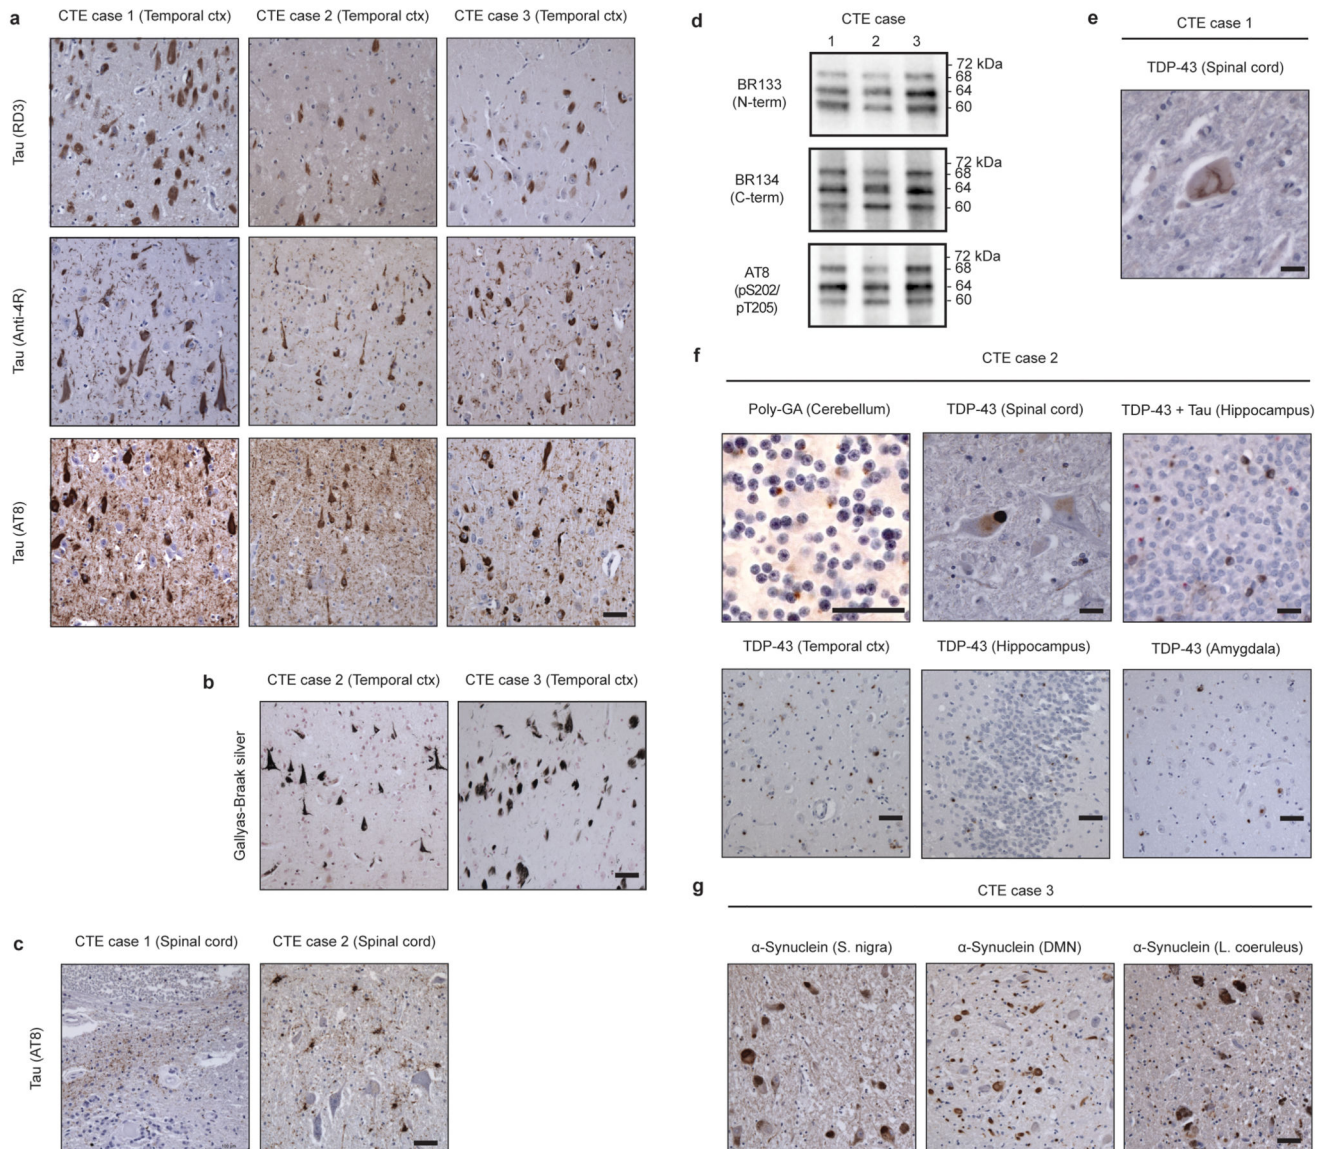 a
CTE case 1 (Temporal ctx)
CTE case 2 (Temporal ctx)
CTE case 3 (Temporal ctx)
Tau (RD3)
Tau (Anti-4R)
Tau (AT8)
b
CTE case 2 (Temporal ctx)
CTE case 3 (Temporal ctx)
Gallyas-Braak silver
c
CTE case 1 (Spinal cord)
CTE case 2 (Spinal cord)
Tau (AT8)
d
CTE case
1 2 3
BR133
(N-term)
72 kDa
68
64
60
BR134
(C-term)
72 kDa
68
64
60
AT8
(pS202/
pT205)
72 kDa
68
64
60
e
CTE case 1
TDP-43 (Spinal cord)
f
CTE case 2
Poly-GA (Cerebellum)
TDP-43 (Spinal cord)
TDP-43 + Tau (Hippocampus)
TDP-43 (Temporal ctx)
TDP-43 (Hippocampus)
TDP-43 (Amygdala)
g
CTE case 3
α-Synuclein (S. nigra)
α-Synuclein (DMN)
α-Synuclein (L. coeruleus)